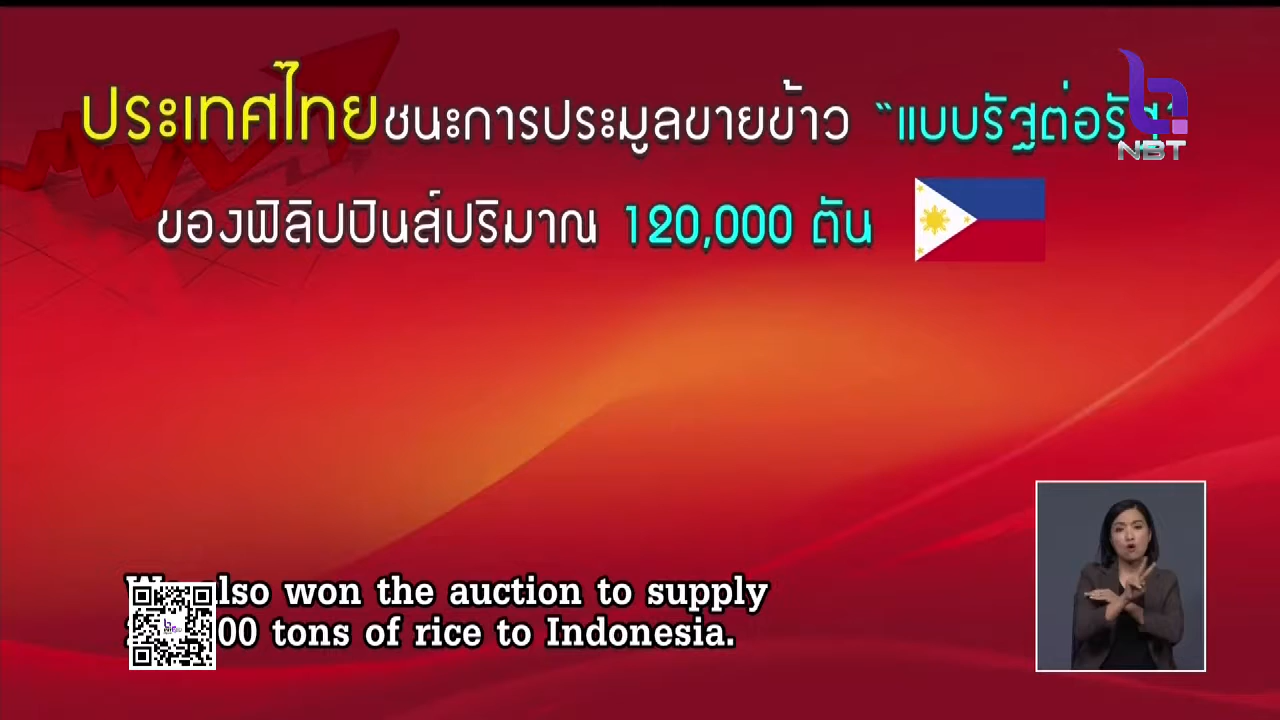 ประเทศไทยชนะการประมูลขายข้าว "แบบรัฐต่อรัฐ"
NBT
ของฟิลิปปินส์ปริมาณ 120,000 ตัน
won the auction to supply
tons of rice to Indonesia.